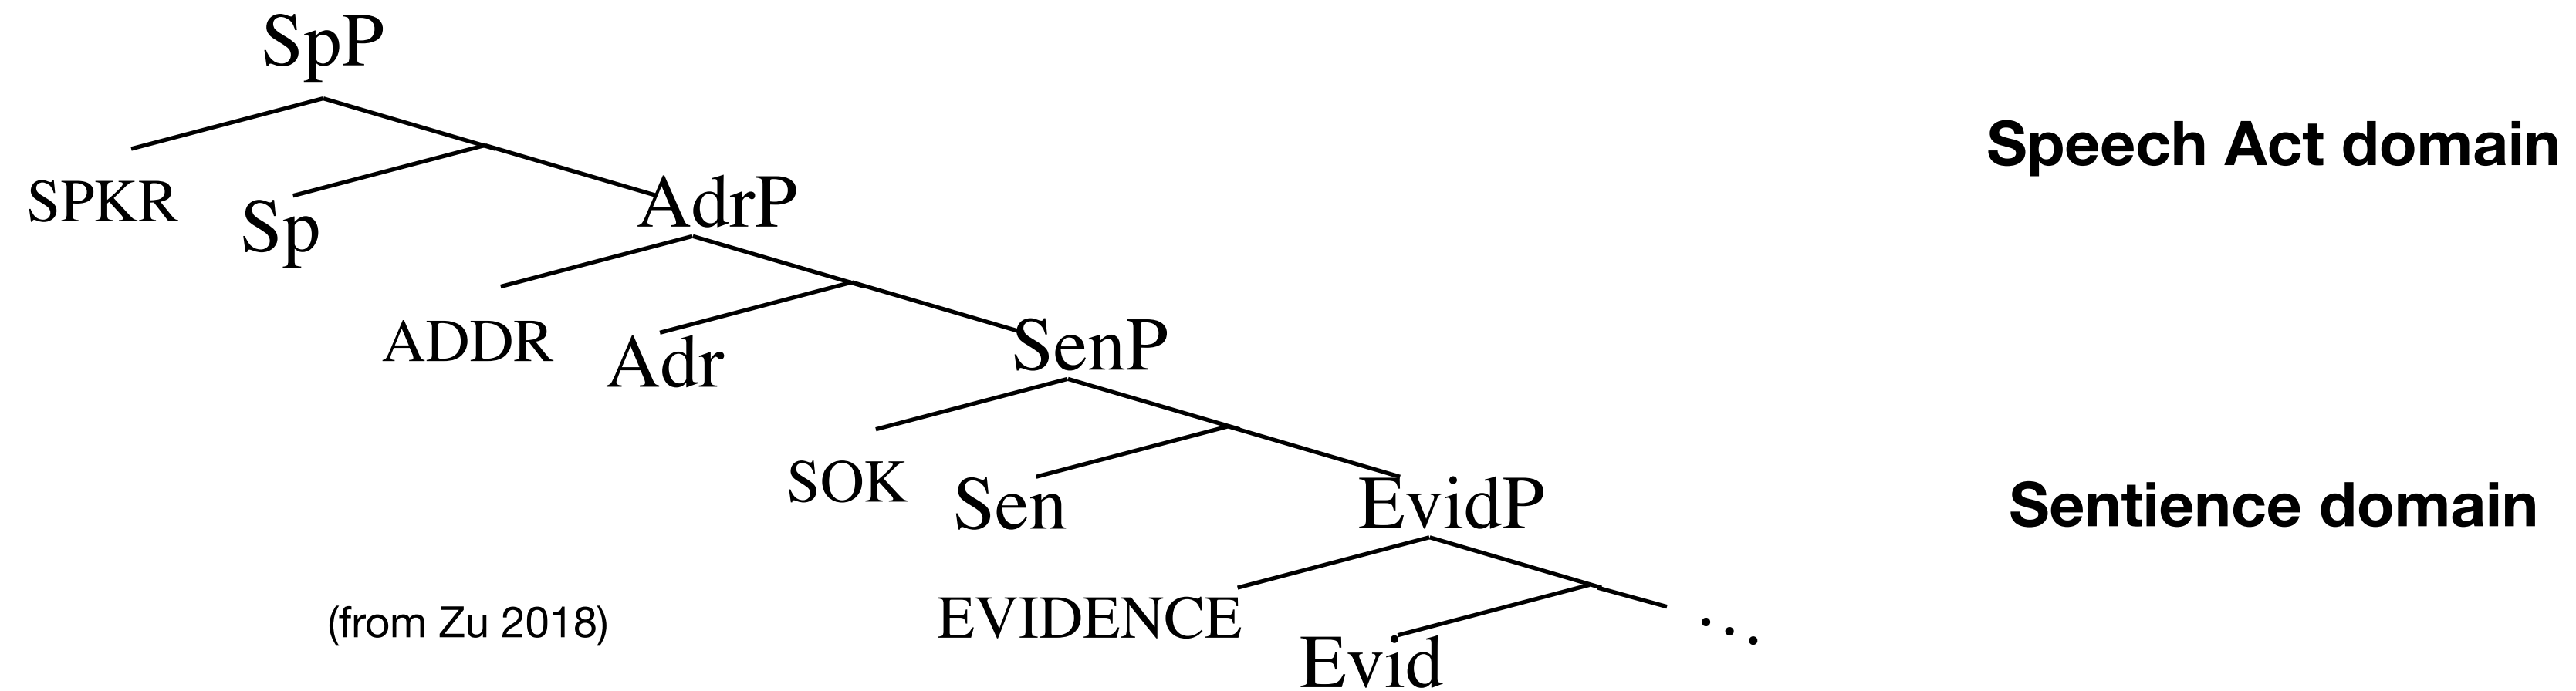 SpP
Speech Act domain
SPKR
Sp
AdrP
ADDR
Adr
SenP
SOK
Sen
EvidP
Sentience domain
(from Zu 2018)
EVIDENCE
Evid
...